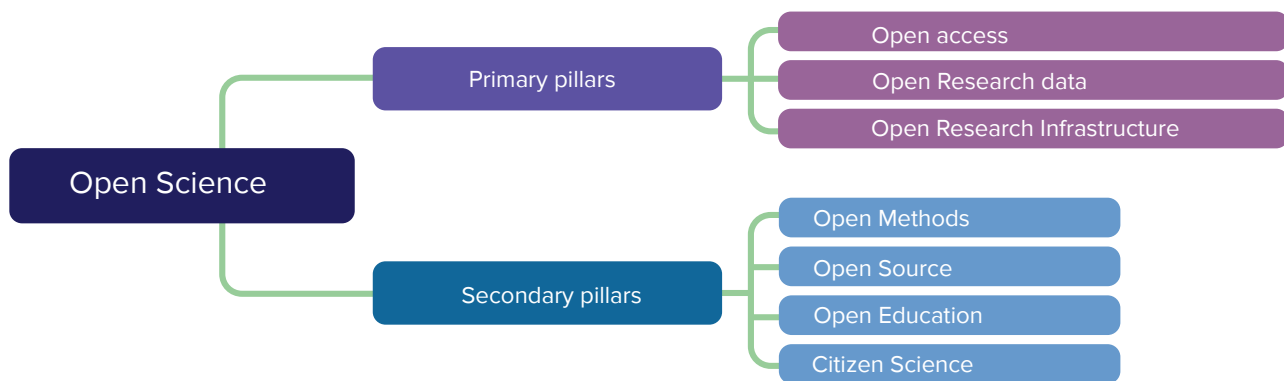 Open Science
Primary pillars
Open access
Open Research data
Open Research Infrastructure
Secondary pillars
Open Methods
Open Source
Open Education
Citizen Science